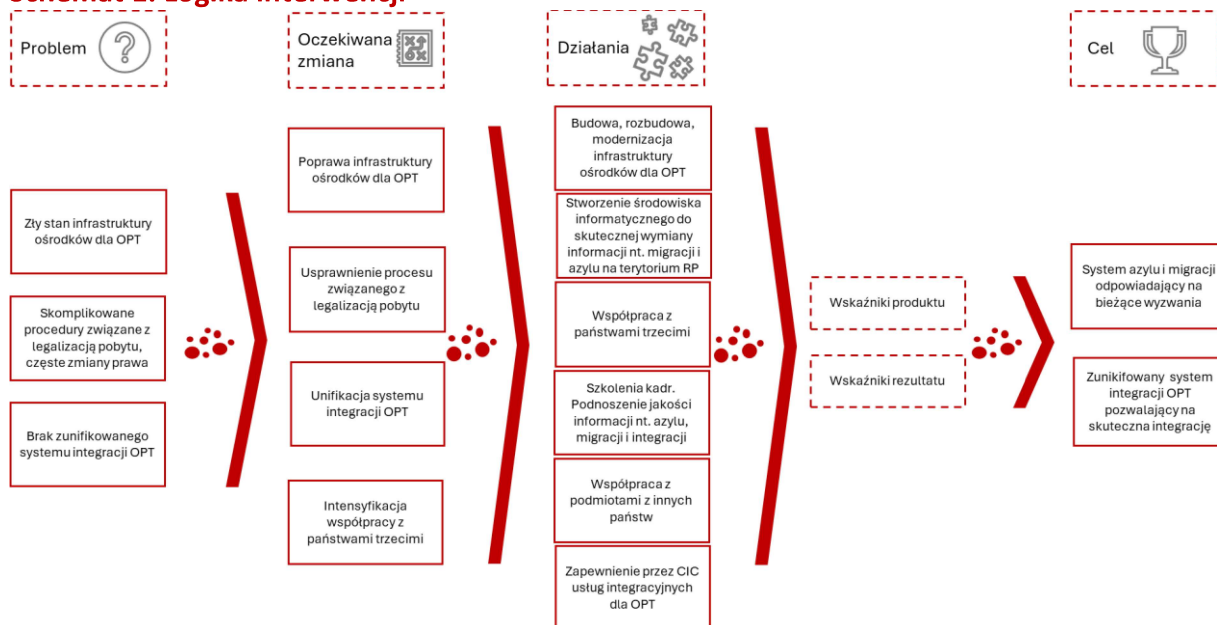 Schemat 1. Logika interwencji
Problem
Oczekiwana
zmiana
Działania
Cel
Zły stan infrastruktury
ośrodków dla OPT
Skomplikowane
procedury związane z
legalizacją pobytu,
częste zmiany prawa
Brak zunifikowanego
systemu integracji OPT
Poprawa infrastruktury
ośrodków dla OPT
Usprawnienie procesu
związanego z
legalizacją pobytu
Unifikacja systemu
integracji OPT
Intensyfikacja
współpracy z
państwami trzecimi
Budowa, rozbudowa,
modernizacja
infrastruktury
ośrodków dla OPT
Stworzenie środowiska
informatycznego do
skutecznej wymiany
informacji nt. migracji i
azylu na terytorium RP
Współpraca z
państwami trzecimi
Szkolenia kadr.
Podnoszenie jakości
informacji nt. azylu,
migracji i integracji
Współpraca z
podmiotami z innych
państw
Zapewnienie przez CIC
usług integracyjnych
dla OPT
Wskaźniki produktu
Wskaźniki rezultatu
System azylu i migracji
odpowiadający na
bieżące wyzwania
Zunikifowany system
integracji OPT
pozwalający na
skuteczna integrację